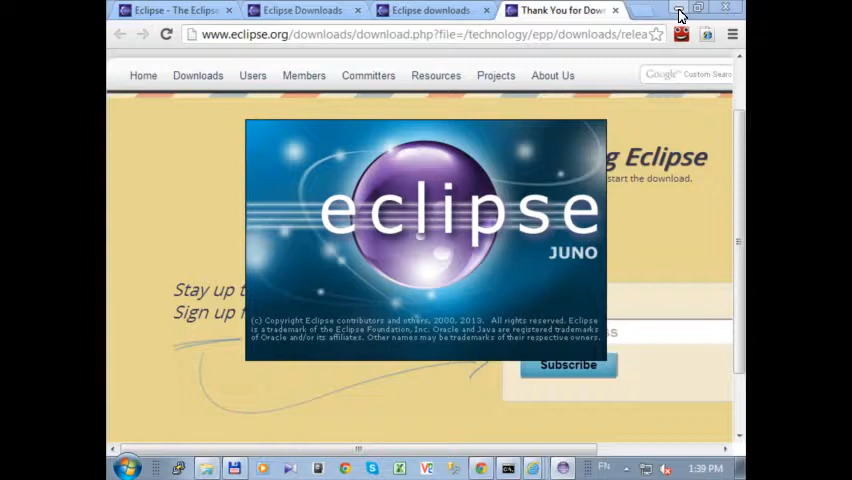 Eclipse - The Eclipse
Eclipse Downloads
Eclipse downloads
Thank You for Dow
www.eclipse.org/downloads/download.php?file=/technology/epp/downloads/relea
Home Downloads Users Members Committers Resources Projects About Us Google Custom Searc
g Eclipse
start the download.
eclipse
JUNO
Stay up t
Sign up f
(c) Copyright Eclipse contributors and others, 2000, 2013. All rights reserved. Eclipse
is a trademark of the Eclipse Foundation, Inc. Oracle and Java are registered trademarks
of Oracle and/or its affiliates. Other names may be trademarks of their respective owners.
ss
Subscribe
EN 1:39 PM